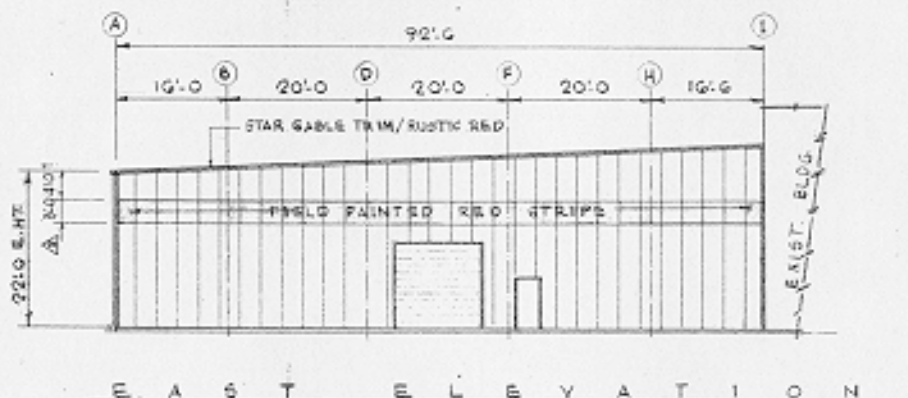 A I
92'-6
B D F H
16'-0 20'-0 20'-0 20'-0 16'-6
STAR GABLE TRIM/RUSTIC RED
FIELD PAINTED RED STRIPE
22'-0 E.HT.
EXIST. BLDG.
EAST ELEVATION